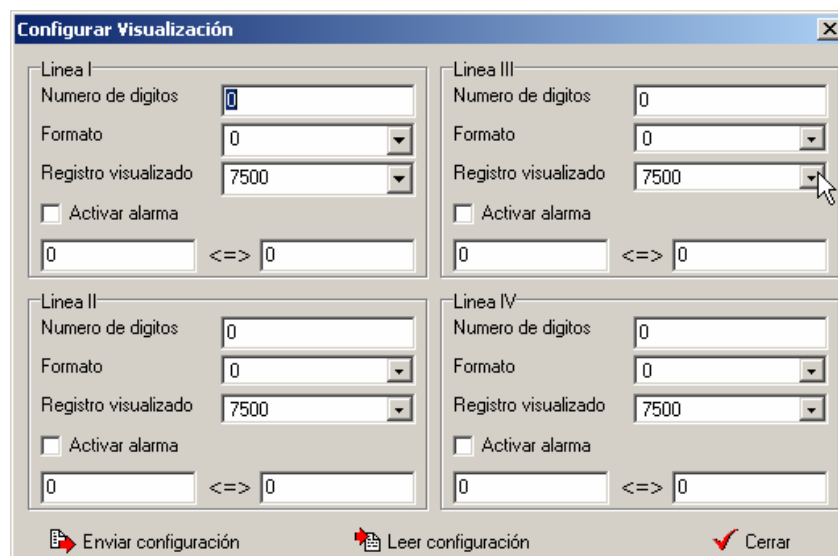 Configurar Visualización
Linea I
Numero de digitos 0
Formato 0
Registro visualizado 7500
Activar alarma
0 <=> 0
Linea III
Numero de digitos 0
Formato 0
Registro visualizado 7500
Activar alarma
0 <=> 0
Linea II
Numero de digitos 0
Formato 0
Registro visualizado 7500
Activar alarma
0 <=> 0
Linea IV
Numero de digitos 0
Formato 0
Registro visualizado 7500
Activar alarma
0 <=> 0
Enviar configuración Leer configuración Cerrar